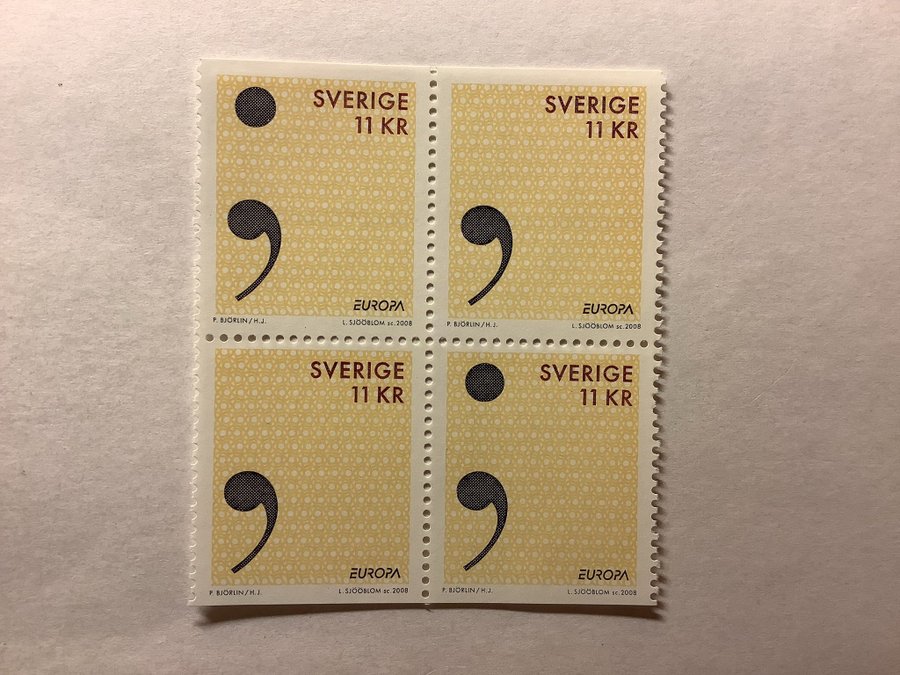 SVERIGE
11 KR
EUROPA
P. BJÖRLIN/H.J. L. SJÖÖBLOM sc. 2008
SVERIGE
11 KR
EUROPA
P. BJÖRLIN/H.J. L. SJÖÖBLOM sc. 2008
SVERIGE
11 KR
EUROPA
P. BJÖRLIN/H.J. L. SJÖÖBLOM sc. 2008
SVERIGE
11 KR
EUROPA
P. BJÖRLIN/H.J. L. SJÖÖBLOM sc. 2008